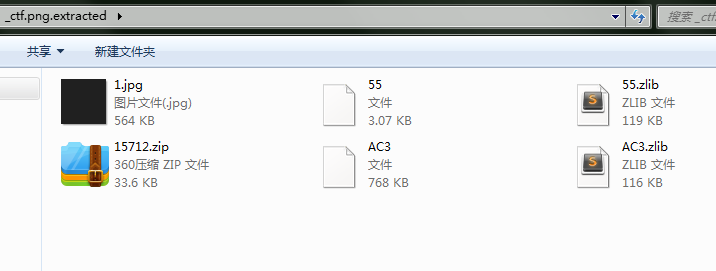 _ctf.png.extracted
搜索 _ctf.
共享
新建文件夹
1.jpg
图片文件(.jpg)
564 KB
55
文件
3.07 KB
55.zlib
ZLIB 文件
119 KB
15712.zip
360压缩 ZIP 文件
33.6 KB
AC3
文件
768 KB
AC3.zlib
ZLIB 文件
116 KB